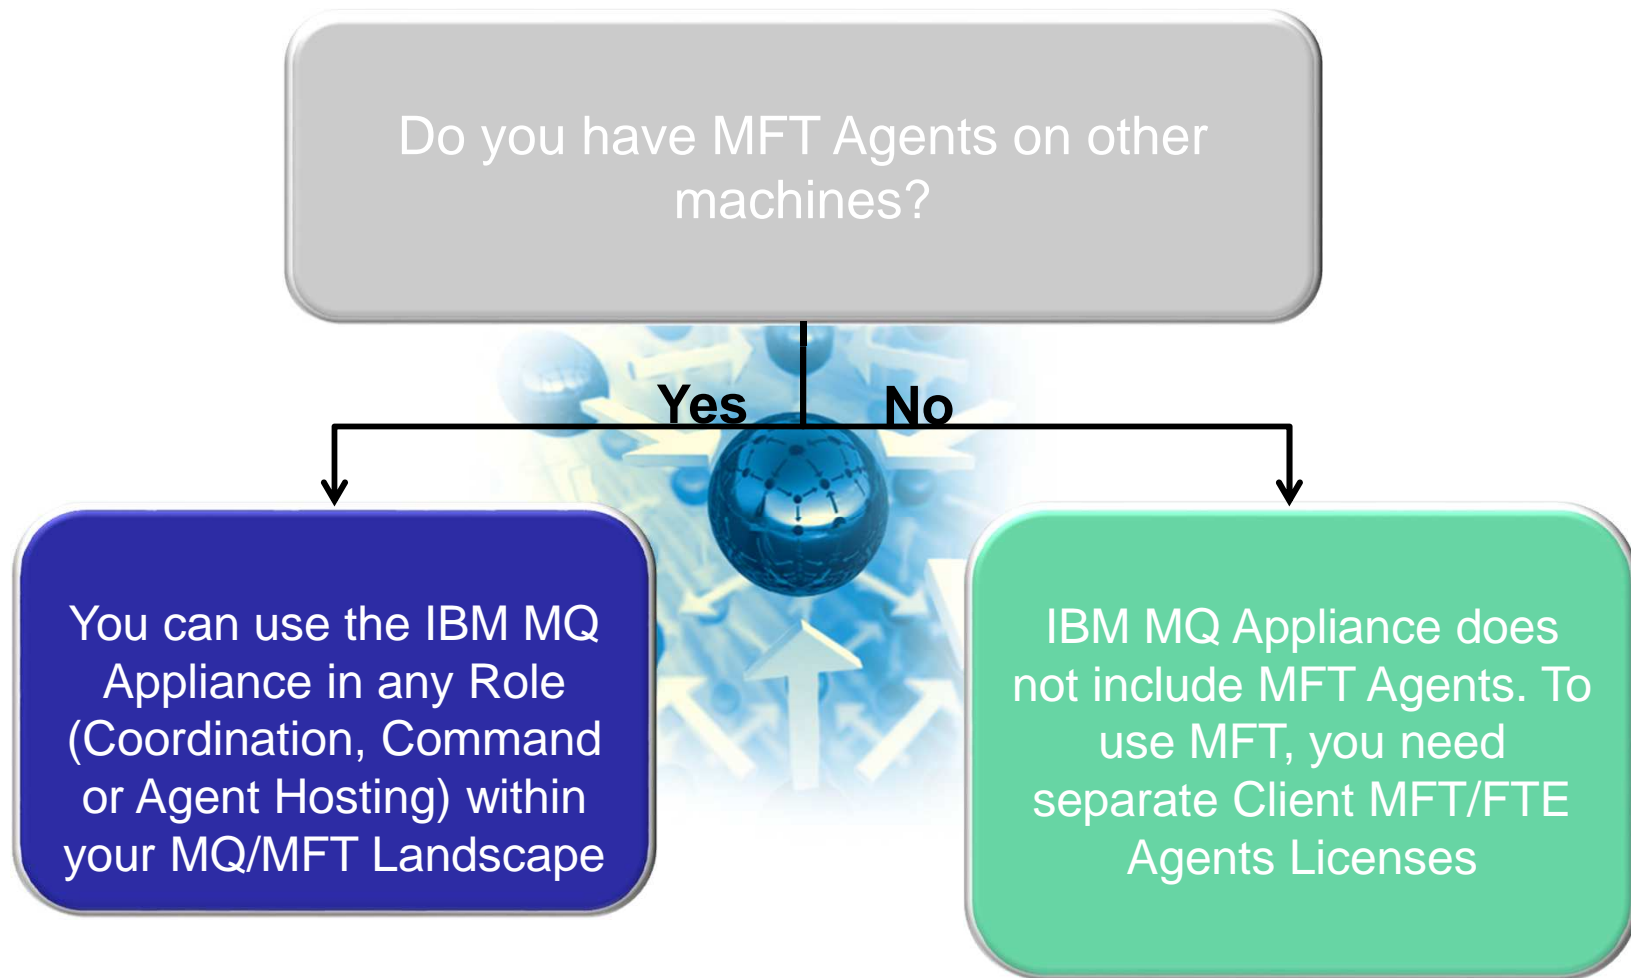 Do you have MFT Agents on other
machines?
Yes
No
You can use the IBM MQ
Appliance in any Role
(Coordination, Command
or Agent Hosting) within
your MQ/MFT Landscape
IBM MQ Appliance does
not include MFT Agents. To
use MFT, you need
separate Client MFT/FTE
Agents Licenses